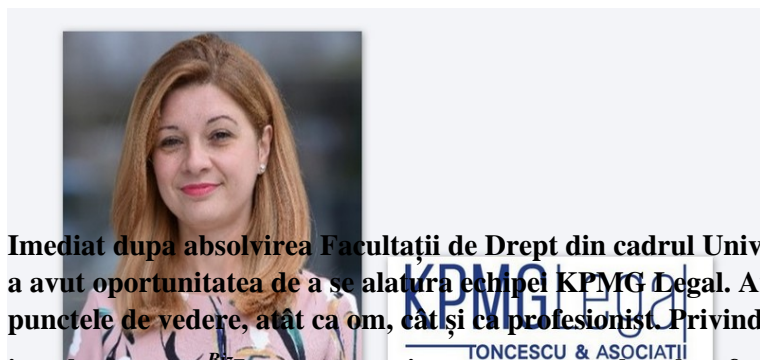 Imediat dupa absolvirea Facultații de Drept din cadrul Univ
a avut oportunitatea de a se alatura echipei KPMG Legal. A
punctele de vedere, atât ca om, cât și ca profesionist. Privind
KPMG Legal
TONCESCU & ASOCIAȚII